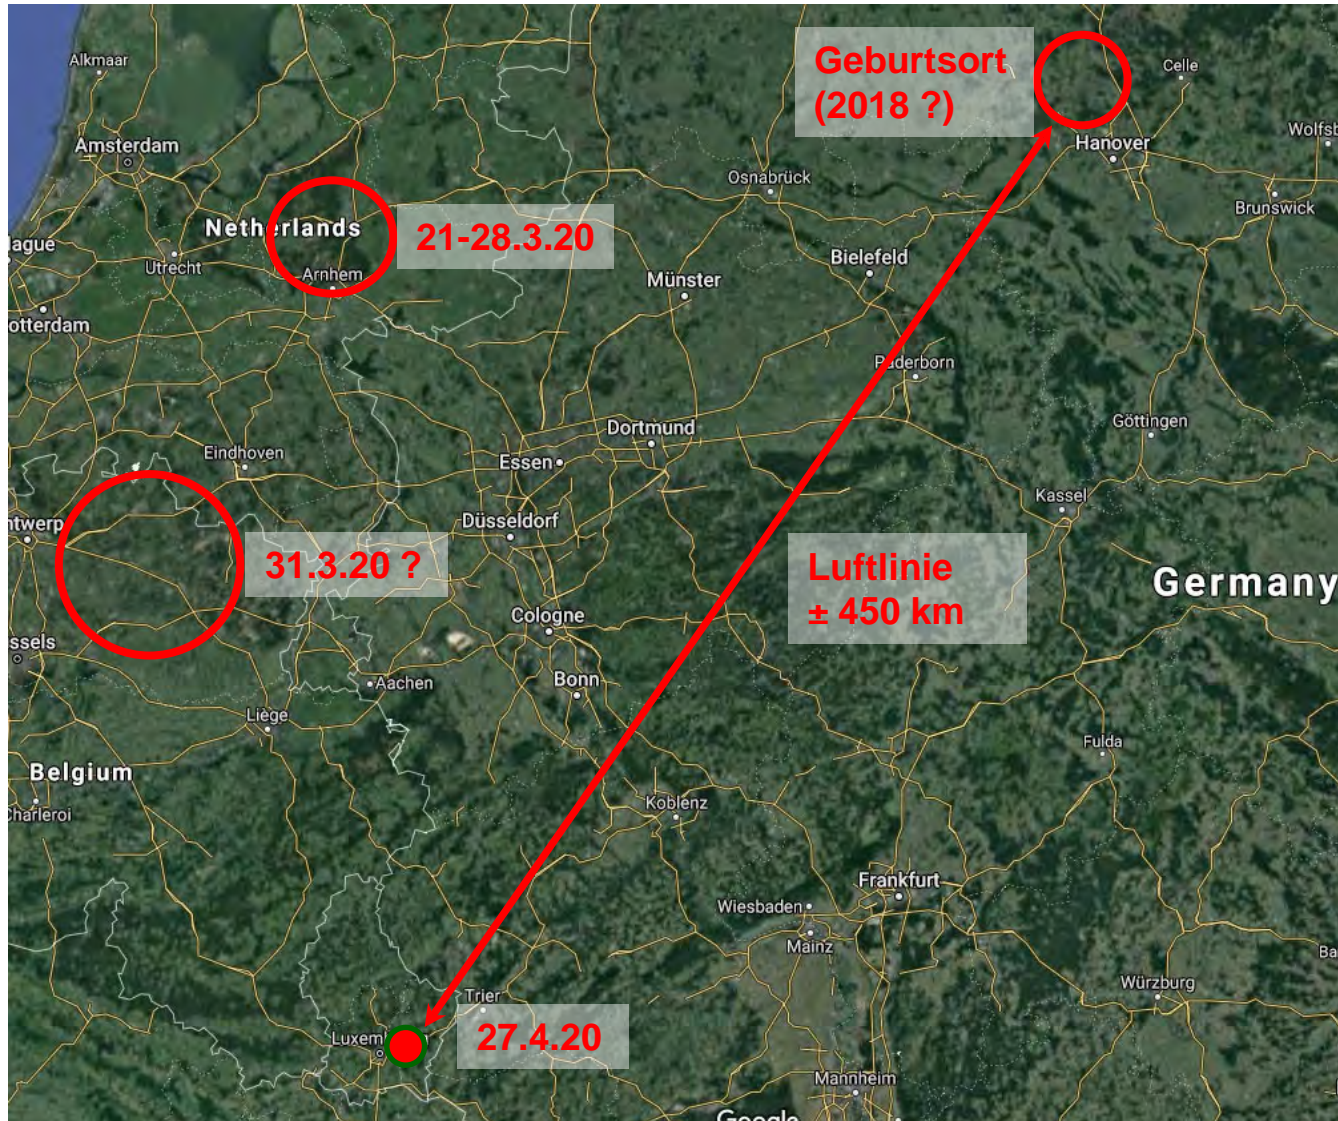 Alkmaar
Geburtsort
(2018 ?)
Celle
Amsterdam
Hanover
Wolfsb
Osnabrück
Brunswick
Netherlands
21-28.3.20
lague
Utrecht
Arnhem
Bielefeld
Münster
otterdam
Paderborn
Göttingen
Dortmund
Eindhoven
Essen
Kassel
ntwerp
Düsseldorf
31.3.20 ?
Luftlinie
± 450 km
Germany
Cologne
ssels
Bonn
Aachen
Liège
Fulda
Belgium
Koblenz
Charleroi
Frankfurt
Wiesbaden
Mainz
Ba
Würzburg
Trier
27.4.20
Mannheim
Google